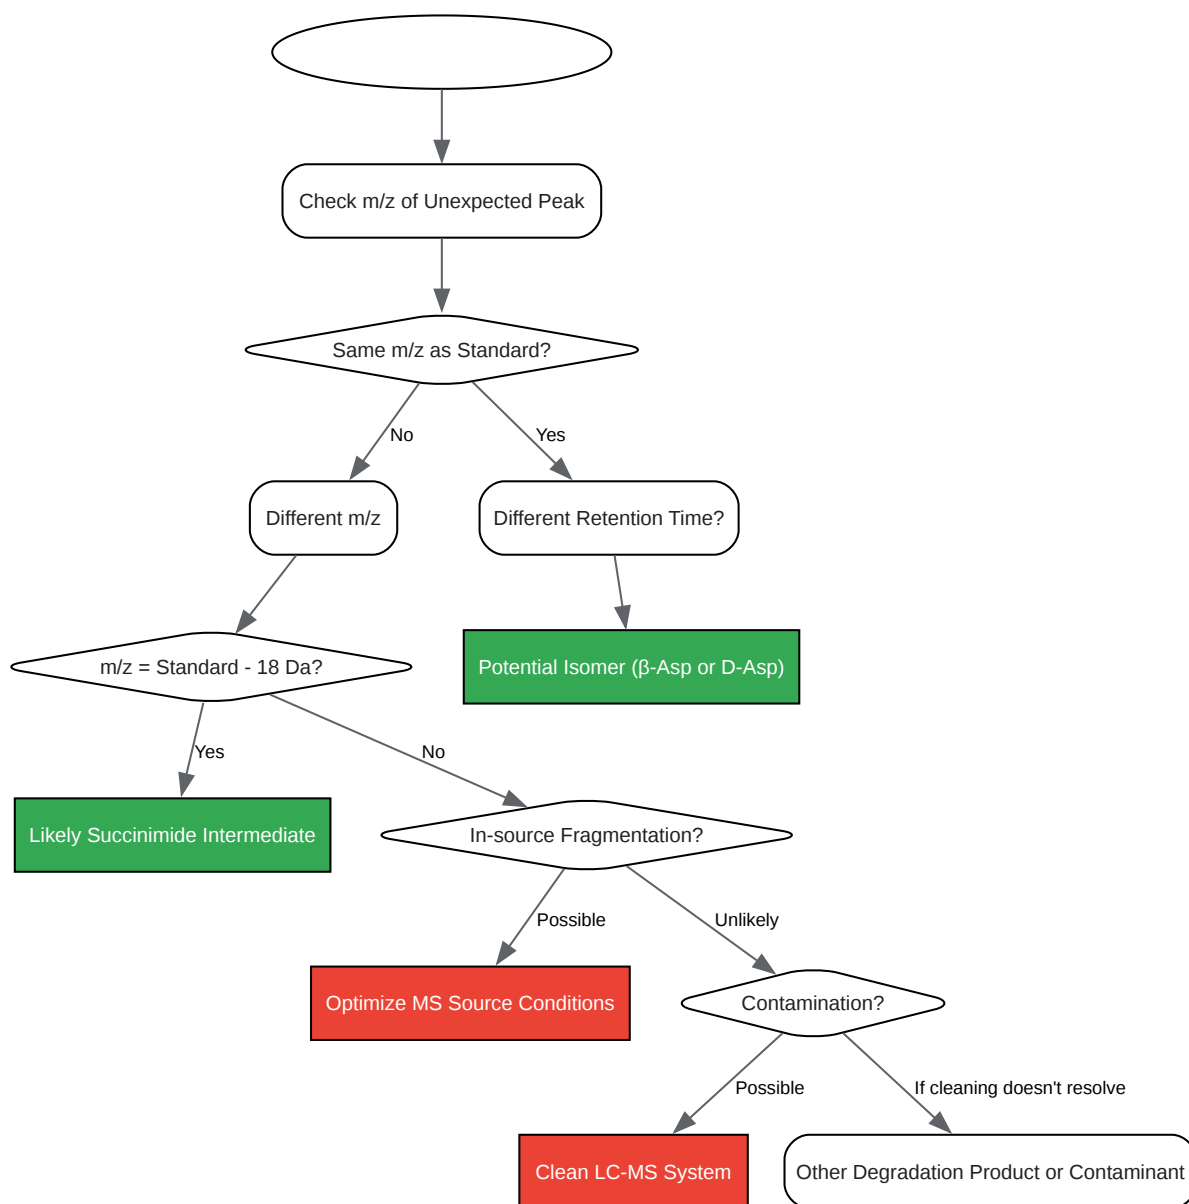 Check m/z of Unexpected Peak
Same m/z as Standard?
No
Yes
Different m/z
Different Retention Time?
m/z = Standard - 18 Da?
Potential Isomer (β-Asp or D-Asp)
Yes
No
Likely Succinimide Intermediate
In-source Fragmentation?
Possible
Unlikely
Optimize MS Source Conditions
Contamination?
Possible
If cleaning doesn't resolve
Clean LC-MS System
Other Degradation Product or Contaminant